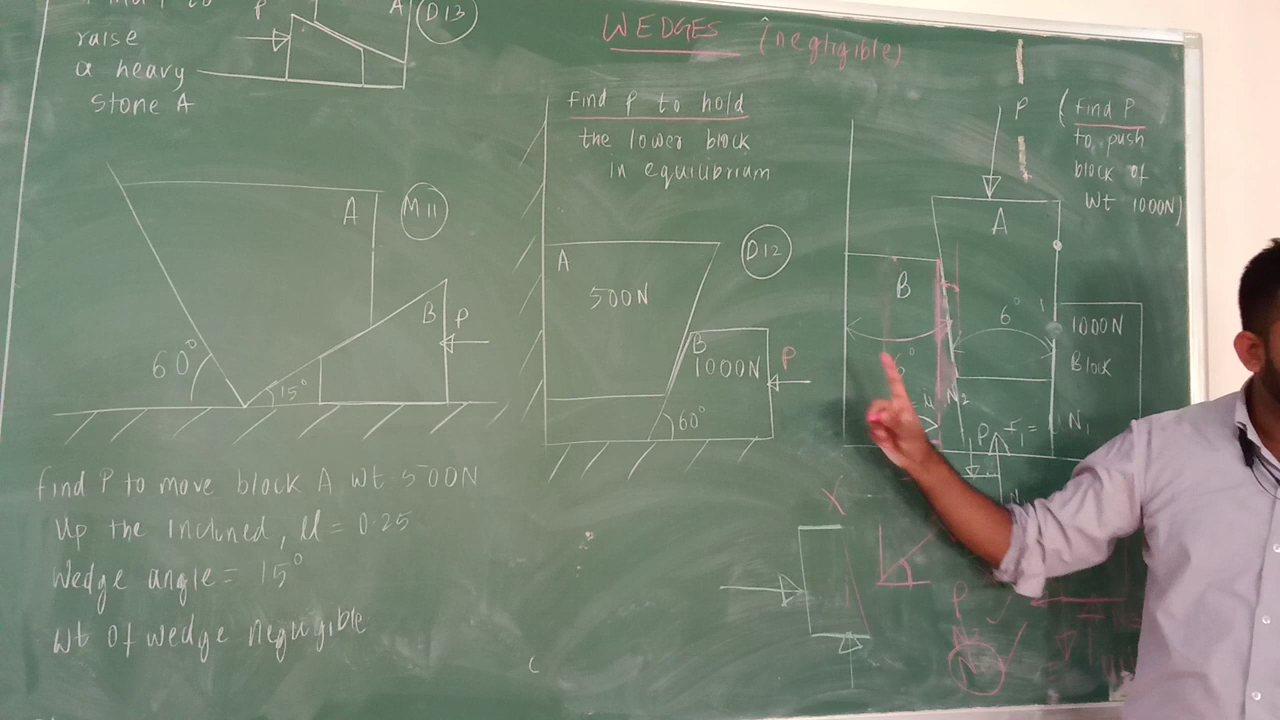 raise
a heavy
stone A
P
A
D13
WEDGES (negligible)
A
M11
60°
15°
B
P
Find P to move block A wt 500N
Up the Inclined, μ = 0.25
Wedge angle = 15°
Wt of wedge negligible
Find P to hold
the lower block
in equilibrium
D12
A
500N
B
1000N
P
60°
P
(Find P
to push
block of
Wt 1000N)
A
B
6°
6°
1000N
Block
N₂
P
F₁ =
N₁
X
P